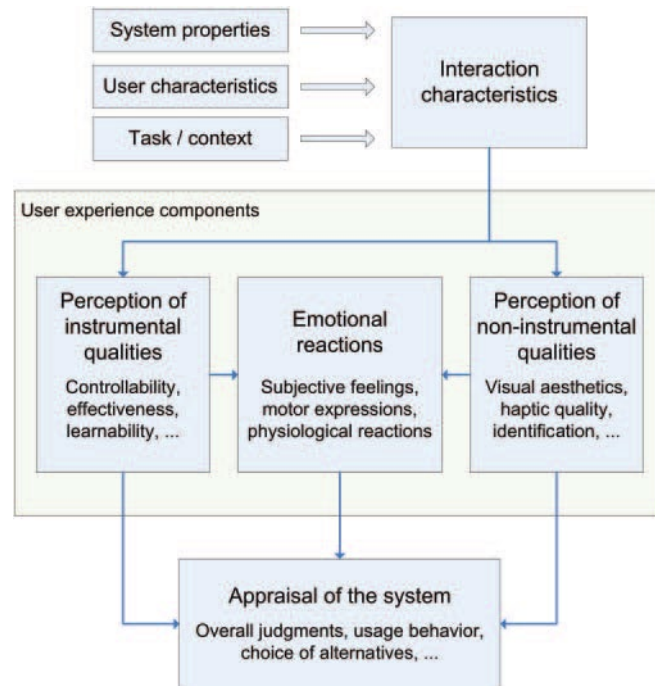 System properties
User characteristics
Task / context
Interaction
characteristics
User experience components
Perception of
instrumental
qualities
Controllability,
effectiveness,
learnability, ...
Emotional
reactions
Subjective feelings,
motor expressions,
physiological reactions
Perception of
non-instrumental
qualities
Visual aesthetics,
haptic quality,
identification, ...
Appraisal of the system
Overall judgments, usage behavior,
choice of alternatives, ...